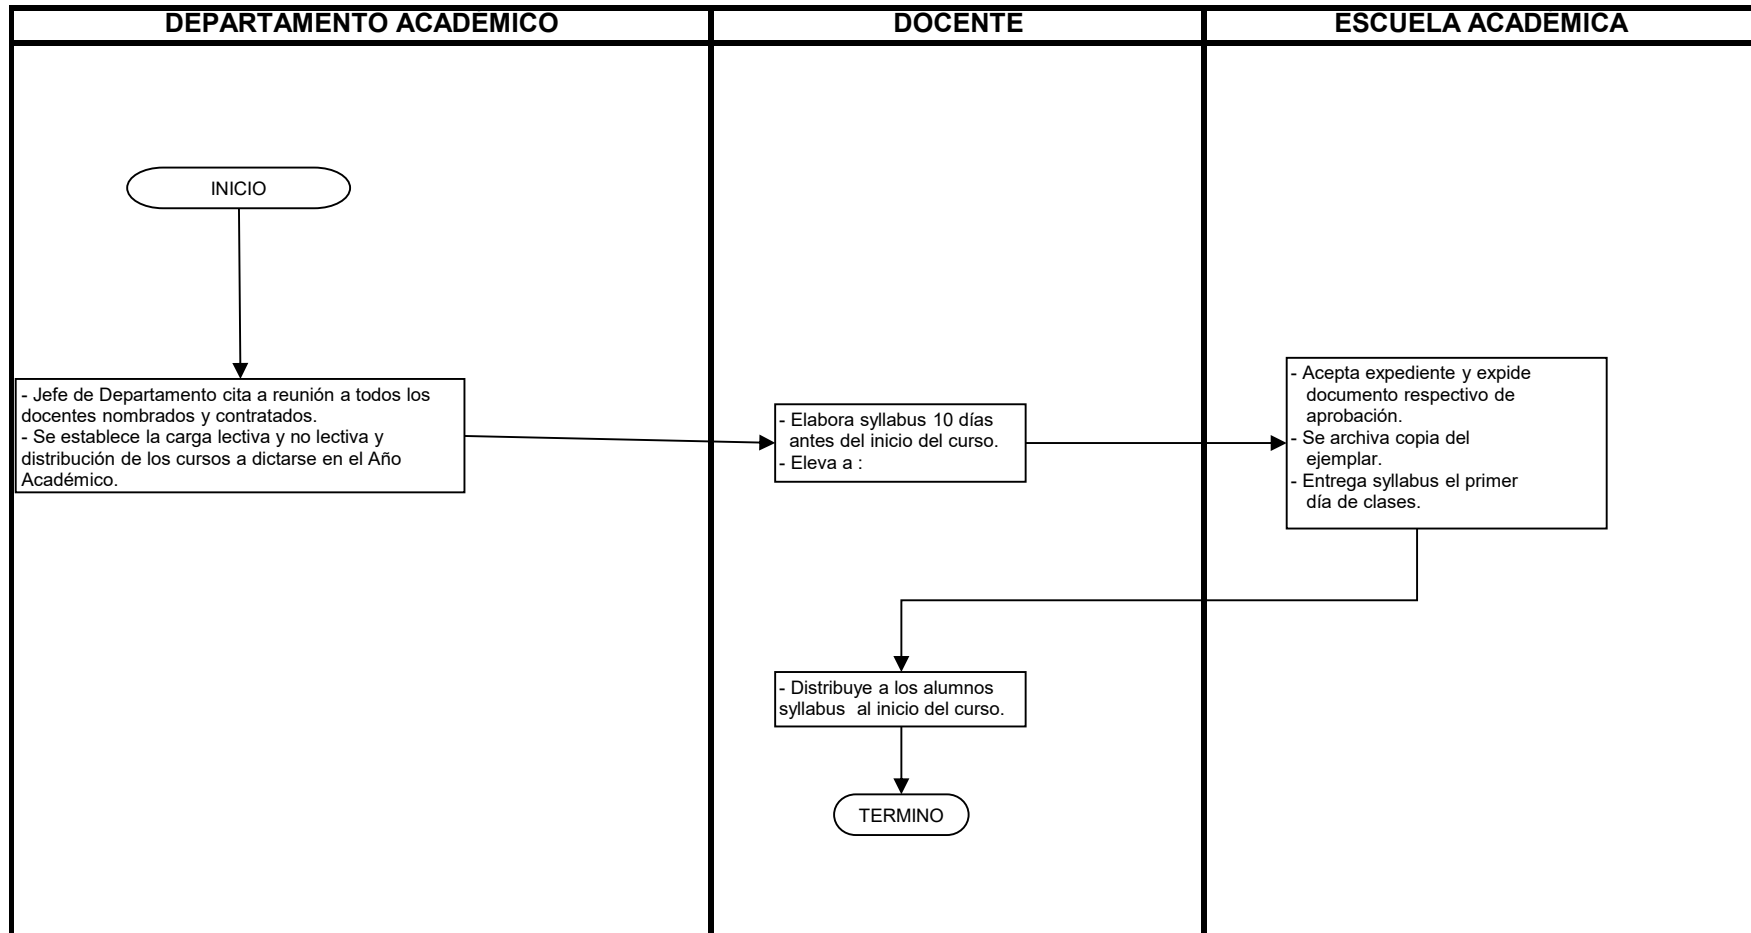 DEPARTAMENTO ACADÉMICO
DOCENTE
ESCUELA ACADÉMICA
INICIO
- Jefe de Departamento cita a reunión a todos los
docentes nombrados y contratados.
- Se establece la carga lectiva y no lectiva y
distribución de los cursos a dictarse en el Año
Académico.
- Elabora syllabus 10 días
antes del inicio del curso.
- Eleva a :
- Acepta expediente y expide
documento respectivo de
aprobación.
- Se archiva copia del
ejemplar.
- Entrega syllabus el primer
día de clases.
- Distribuye a los alumnos
syllabus al inicio del curso.
TERMINO